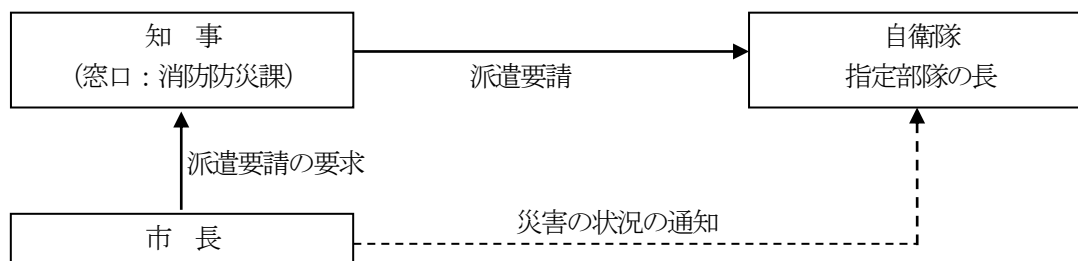 知　事
(窓口：消防防災課)
自衛隊
指定部隊の長
派遣要請
派遣要請の要求
災害の状況の通知
市　長